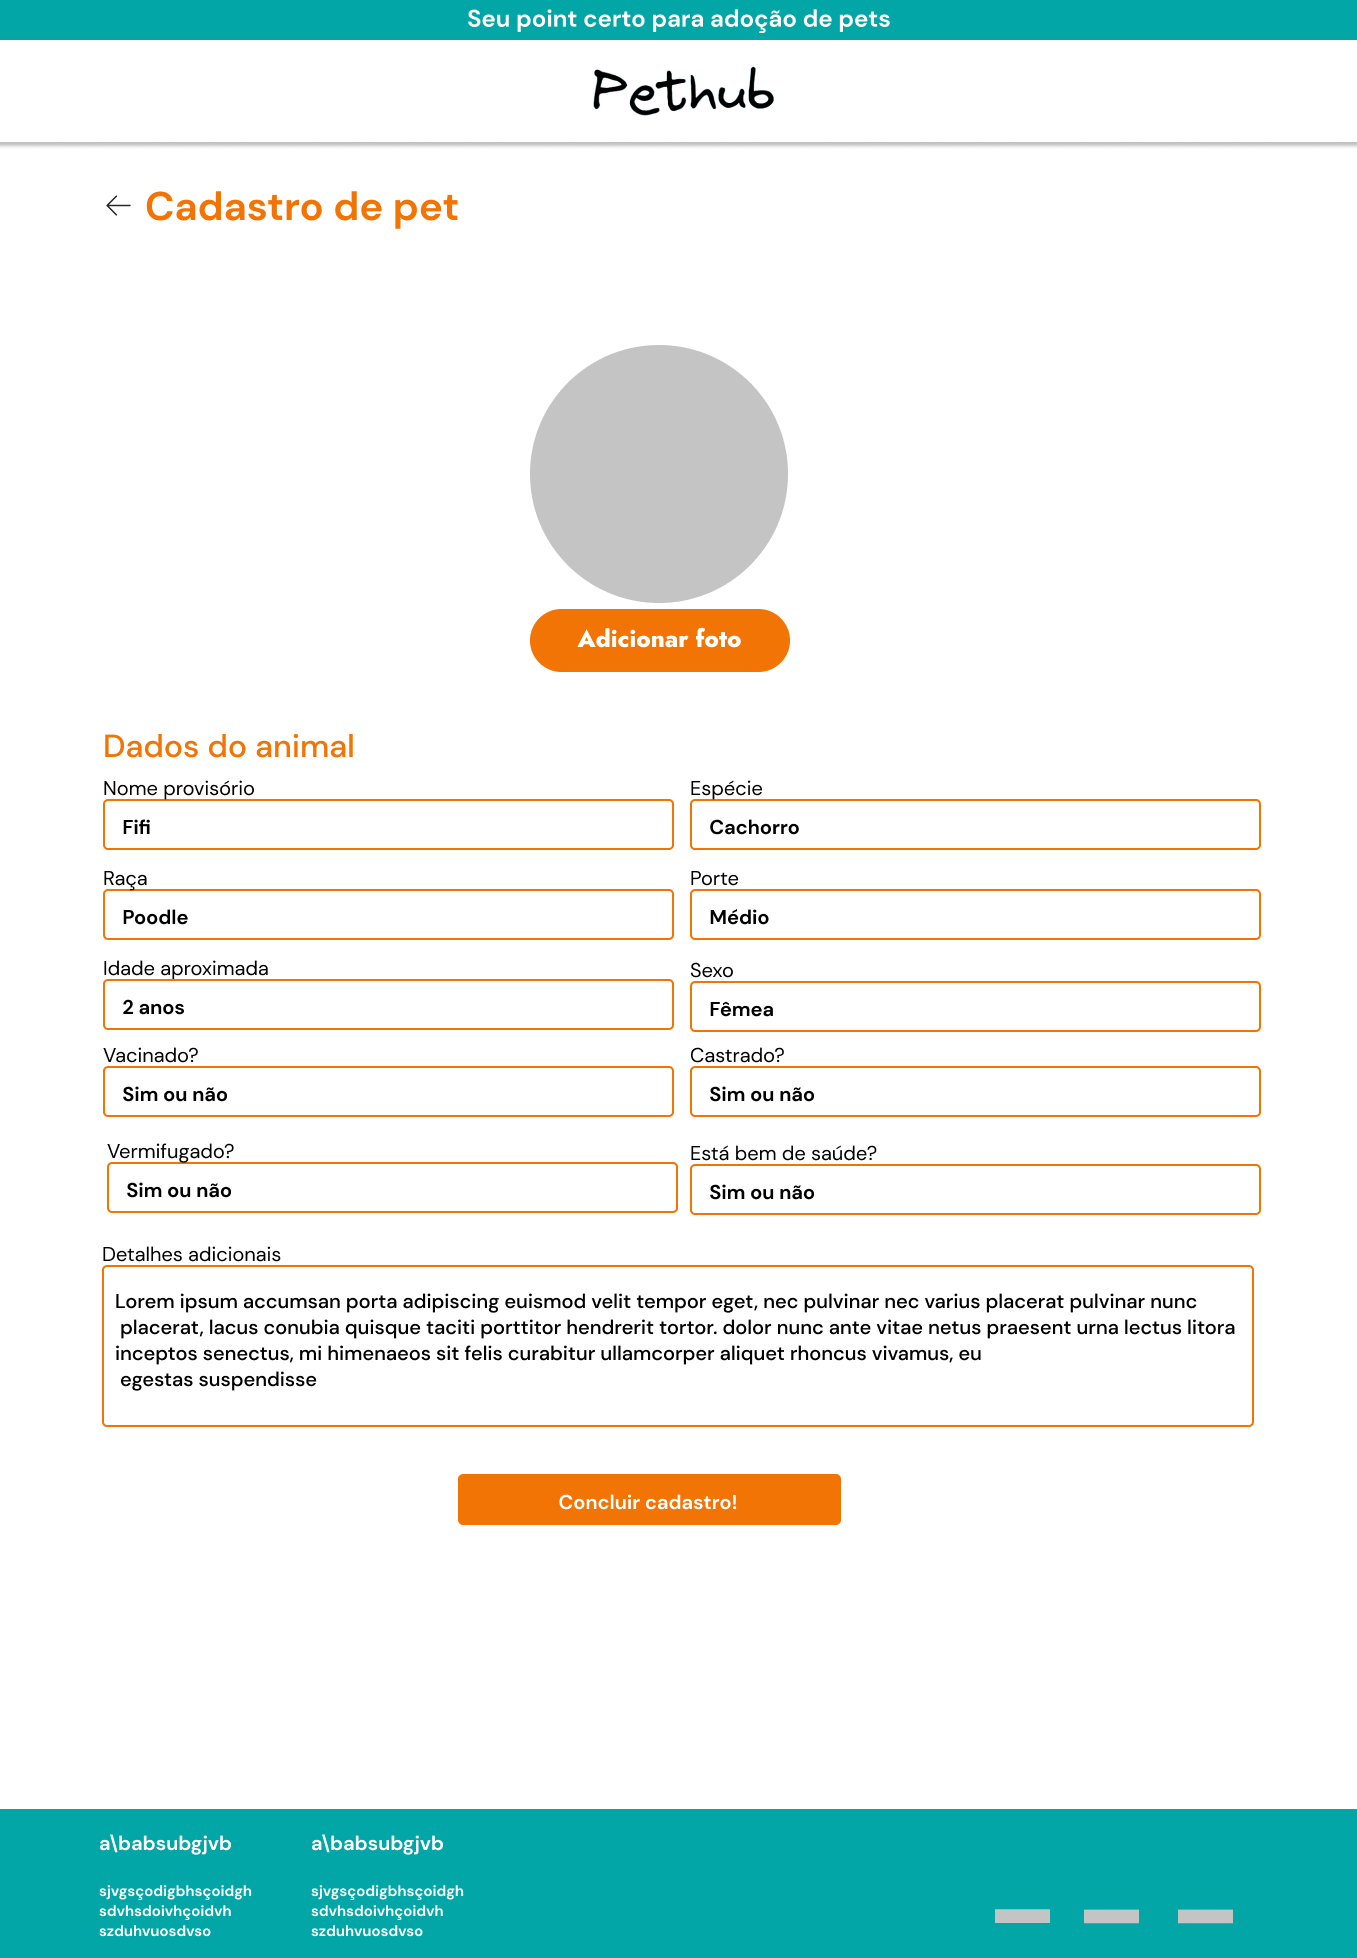 Seu point certo para adoção de pets
Pethub
Cadastro de pet
Adicionar foto
Dados do animal
Nome provisório
Espécie
Fifi
Cachorro
Raça
Porte
Poodle
Médio
Idade aproximada
Sexo
2 anos
Fêmea
Vacinado?
Castrado?
Sim ou não
Sim ou não
Vermifugado?
Está bem de saúde?
Sim ou não
Sim ou não
Detalhes adicionais
Lorem ipsum accumsan porta adipiscing euismod velit tempor eget, nec pulvinar nec varius placerat pulvinar nunc
placerat, lacus conubia quisque taciti porttitor hendrerit tortor. dolor nunc ante vitae netus praesent urna lectus litora
inceptos senectus, mi himenaeos sit felis curabitur ullamcorper aliquet rhoncus vivamus, eu
egestas suspendisse
Concluir cadastro!
a\babsubgjvb
sjvgsçodigbhsçoidgh
sdvhsdoivhçoidvh
szduhvuosdvso
a\babsubgjvb
sjvgsçodigbhsçoidgh
sdvhsdoivhçoidvh
szduhvuosdvso